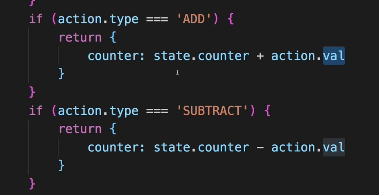 }
if (action.type === 'ADD') {
return {
counter: state.counter + action.val
}
}
if (action.type === 'SUBTRACT') {
return {
counter: state.counter - action.val
}
}